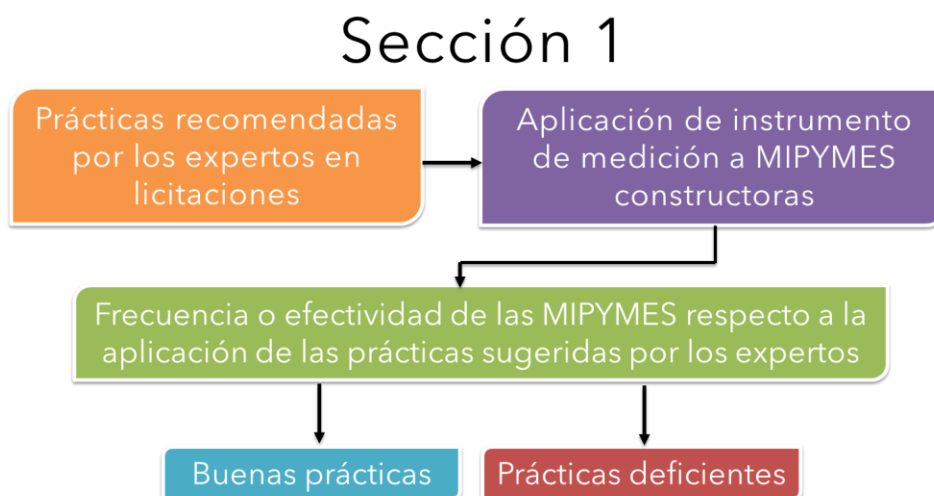 Sección 1
Prácticas recomendadas
por los expertos en
licitaciones
Aplicación de instrumento
de medición a MIPYMES
constructoras
Frecuencia o efectividad de las MIPYMES respecto a la
aplicación de las prácticas sugeridas por los expertos
Buenas prácticas
Prácticas deficientes